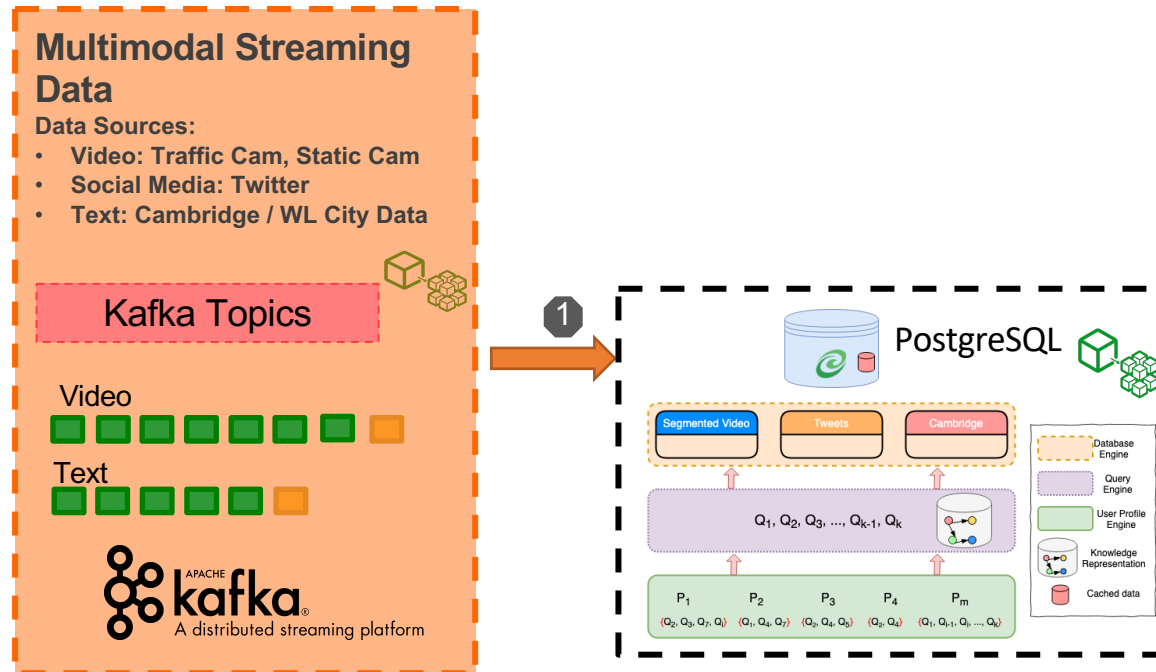 Multimodal Streaming
Data
Data Sources:
• Video: Traffic Cam, Static Cam
• Social Media: Twitter
• Text: Cambridge / WL City Data
Kafka Topics
Video
Text
APACHE
kafka®
A distributed streaming platform
1
PostgreSQL
Segmented Video
Tweets
Cambridge
Q1, Q2, Q3, ..., Qk-1, Qk
P1 P2 P3 P4 Pm
{Q2, Q3, Q7, Qi} {Q1, Q4, Q7} {Q2, Q4, Q5} {Q2, Q4} {Q1, Qi-1, Qi, ..., Qk}
Database
Engine
Query
Engine
User Profile
Engine
Knowledge
Representation
Cached data